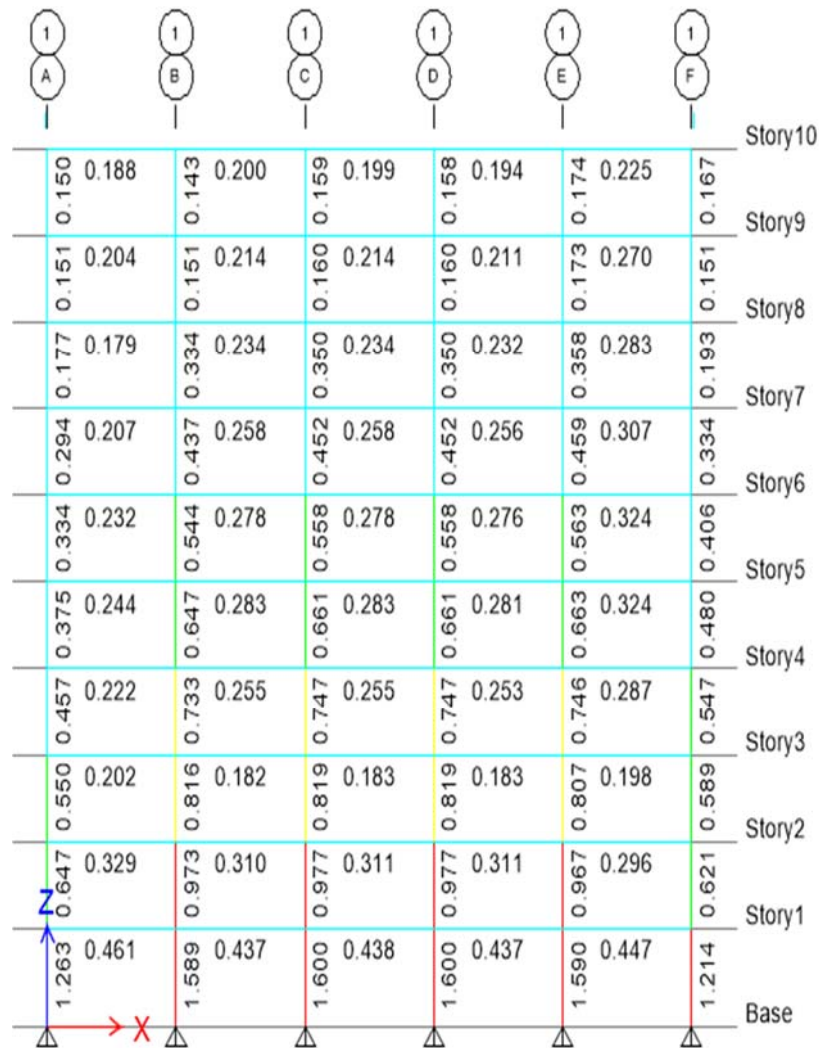 1 1 1 1 1 1
A B C D E F
Story10
0.150 0.188 0.143 0.200 0.159 0.199 0.158 0.194 0.174 0.225 0.167
Story9
0.151 0.204 0.151 0.214 0.160 0.214 0.160 0.211 0.173 0.270 0.151
Story8
0.177 0.179 0.334 0.234 0.350 0.234 0.350 0.232 0.358 0.283 0.193
Story7
0.294 0.207 0.437 0.258 0.452 0.258 0.452 0.256 0.459 0.307 0.334
Story6
0.334 0.232 0.544 0.278 0.558 0.278 0.558 0.276 0.563 0.324 0.406
Story5
0.375 0.244 0.647 0.283 0.661 0.283 0.661 0.281 0.663 0.324 0.480
Story4
0.457 0.222 0.733 0.255 0.747 0.255 0.747 0.253 0.746 0.287 0.547
Story3
0.550 0.202 0.816 0.182 0.819 0.183 0.819 0.183 0.807 0.198 0.589
Story2
0.647 0.329 0.973 0.310 0.977 0.311 0.977 0.311 0.967 0.296 0.621
Z
Story1
1.263 0.461 1.589 0.437 1.600 0.438 1.600 0.437 1.590 0.447 1.214
Base
X